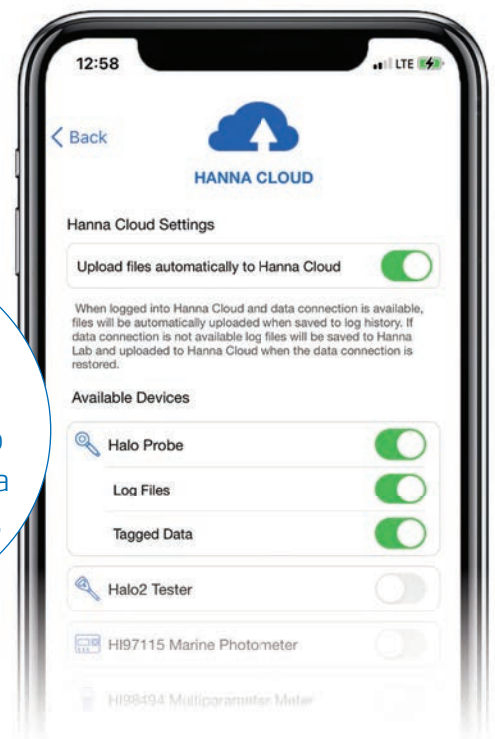 12:58
LTE
Back
HANNA CLOUD
Hanna Cloud Settings
Upload files automatically to Hanna Cloud
When logged into Hanna Cloud and data connection is available,
files will be automatically uploaded when saved to log history. If
data connection is not available log files will be saved to Hanna
Lab and uploaded to Hanna Cloud when the data connection is
restored.
Available Devices
Halo Probe
a
Log Files
Tagged Data
Halo2 Tester
HI97115 Marine Photometer
HI98494 Multiparameter Meter